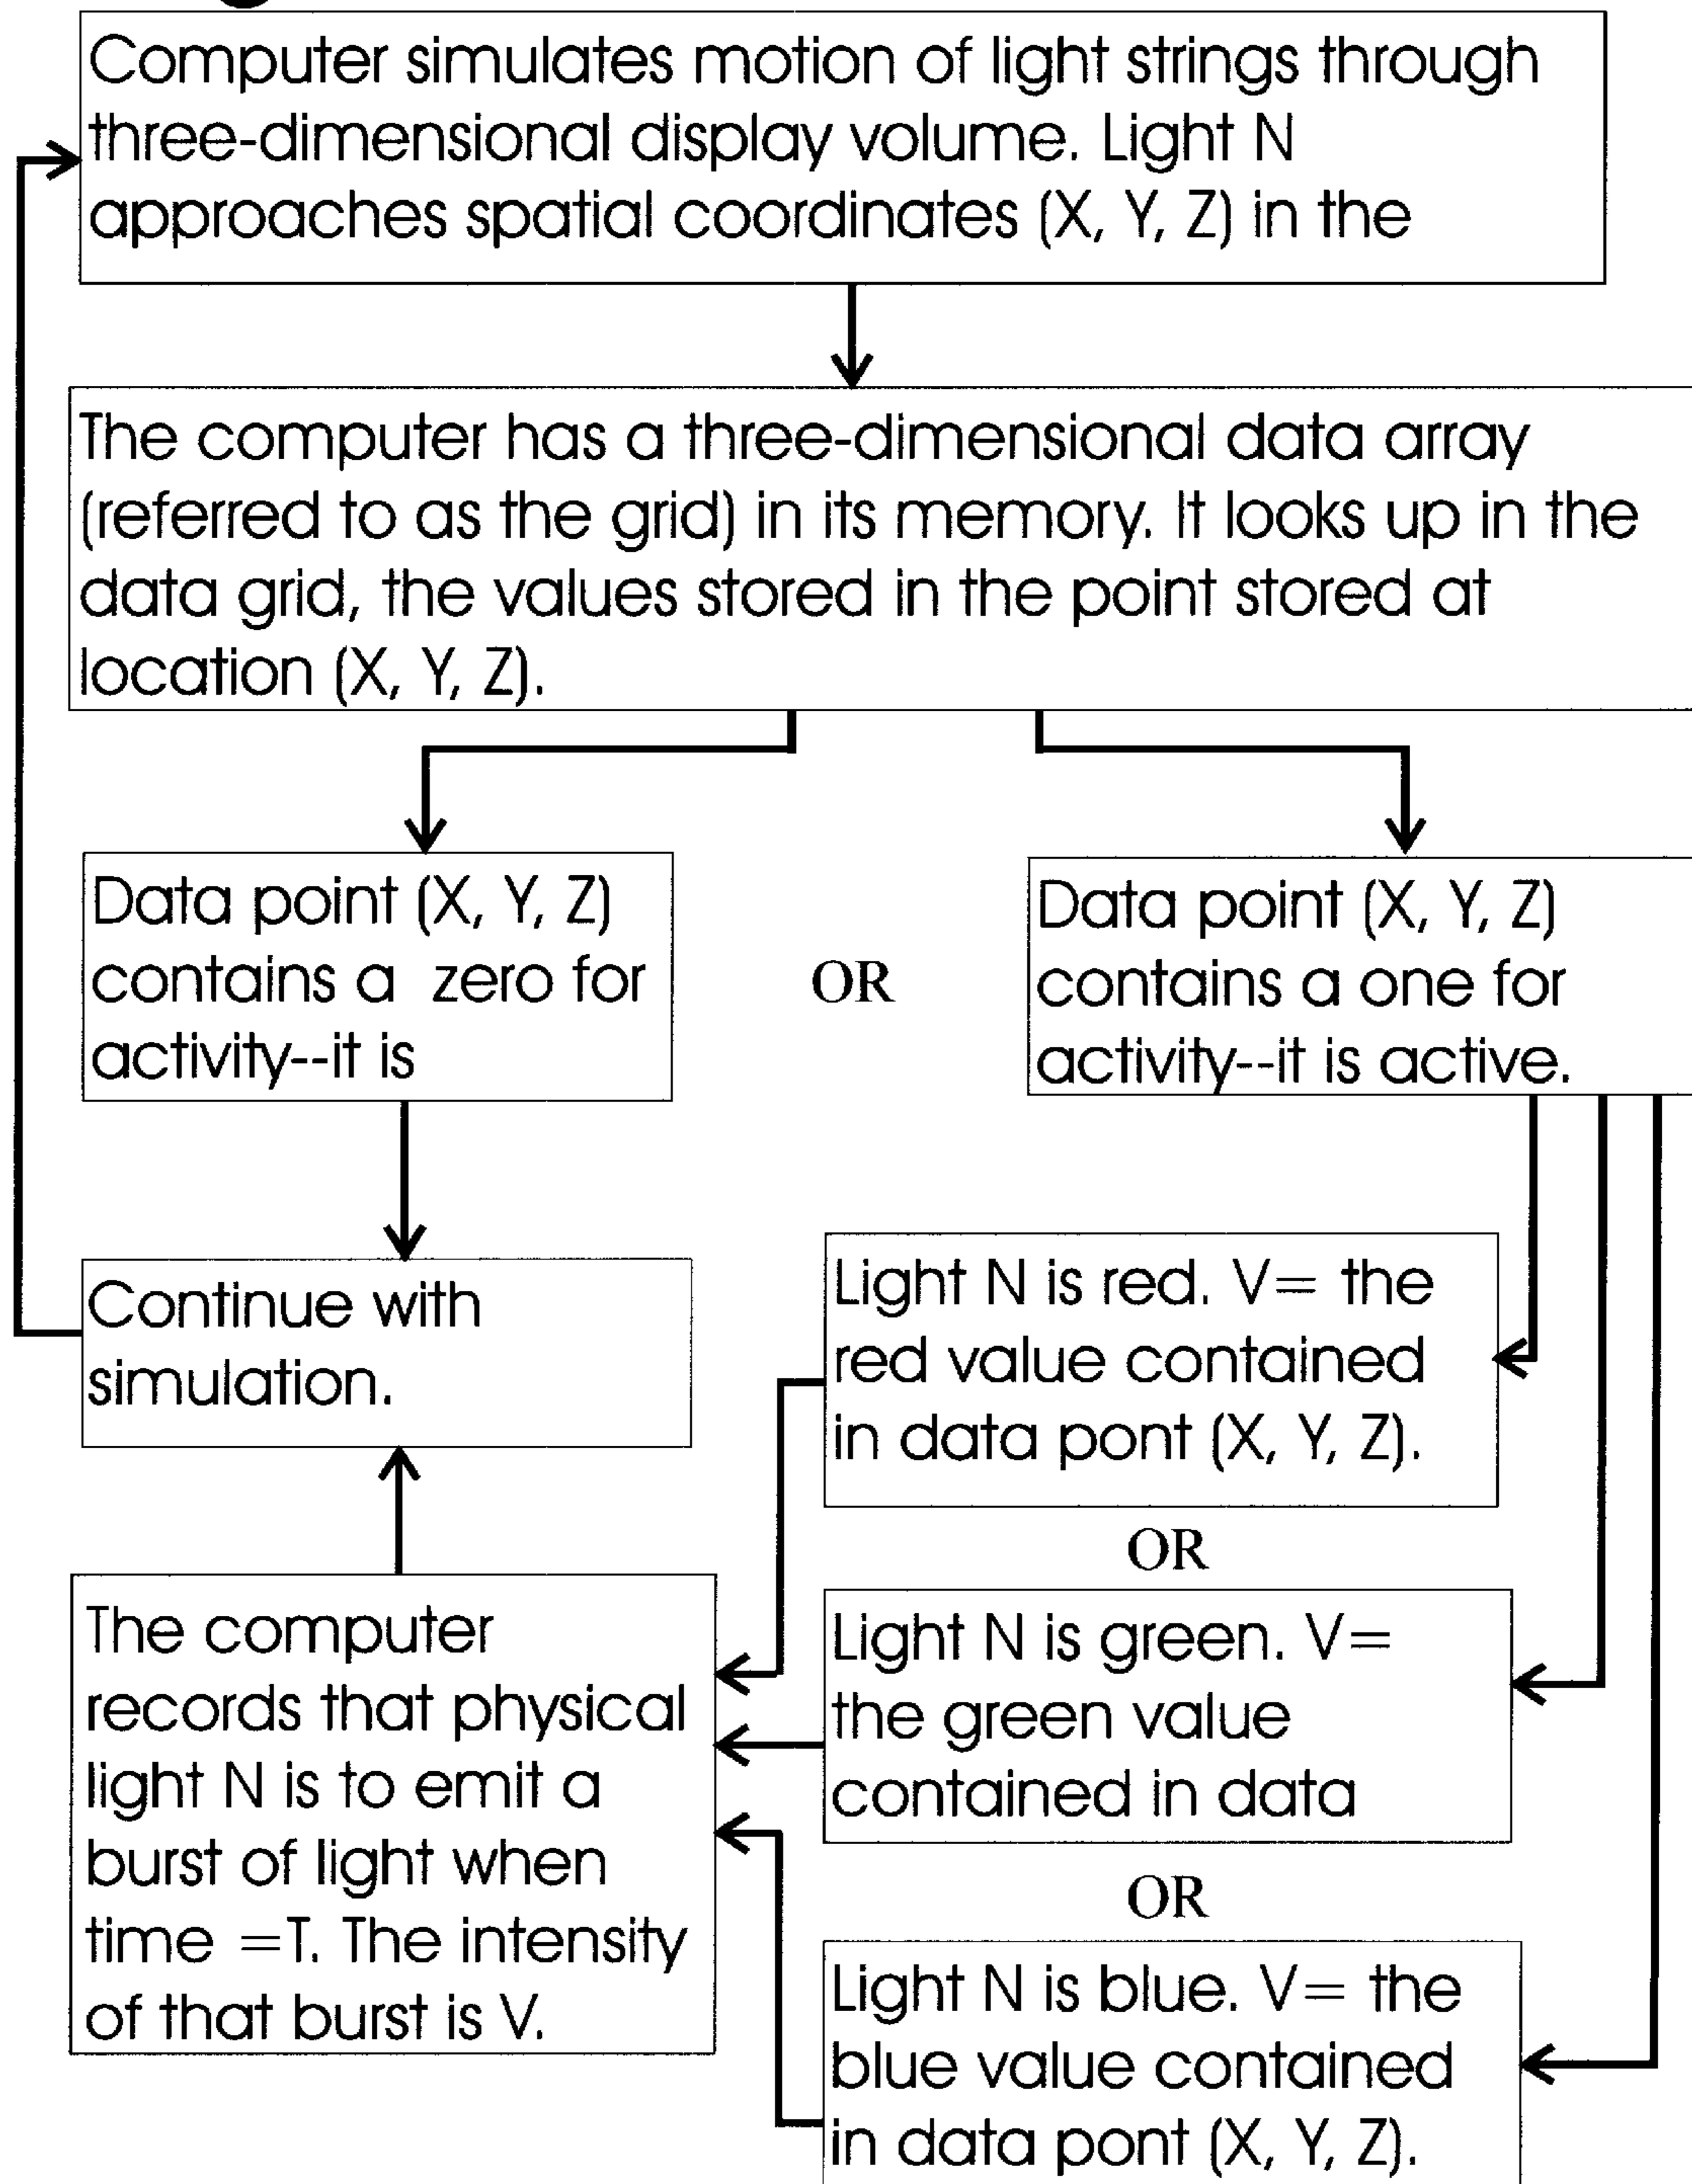 Computer simulates motion of light strings through
three-dimensional display volume. Light N
approaches spatial coordinates (X, Y, Z) in the
The computer has a three-dimensional data array
(referred to as the grid) in its memory. It looks up in the
data grid, the values stored in the point stored at
location (X, Y, Z).
Data point (X, Y, Z)
contains a zero for
activity--it is
OR
Data point (X, Y, Z)
contains a one for
activity--it is active.
Continue with
simulation.
Light N is red. V= the
red value contained
in data pont (X, Y, Z).
OR
Light N is green. V=
the green value
contained in data
OR
Light N is blue. V= the
blue value contained
in data pont (X, Y, Z).
The computer
records that physical
light N is to emit a
burst of light when
time =T. The intensity
of that burst is V.